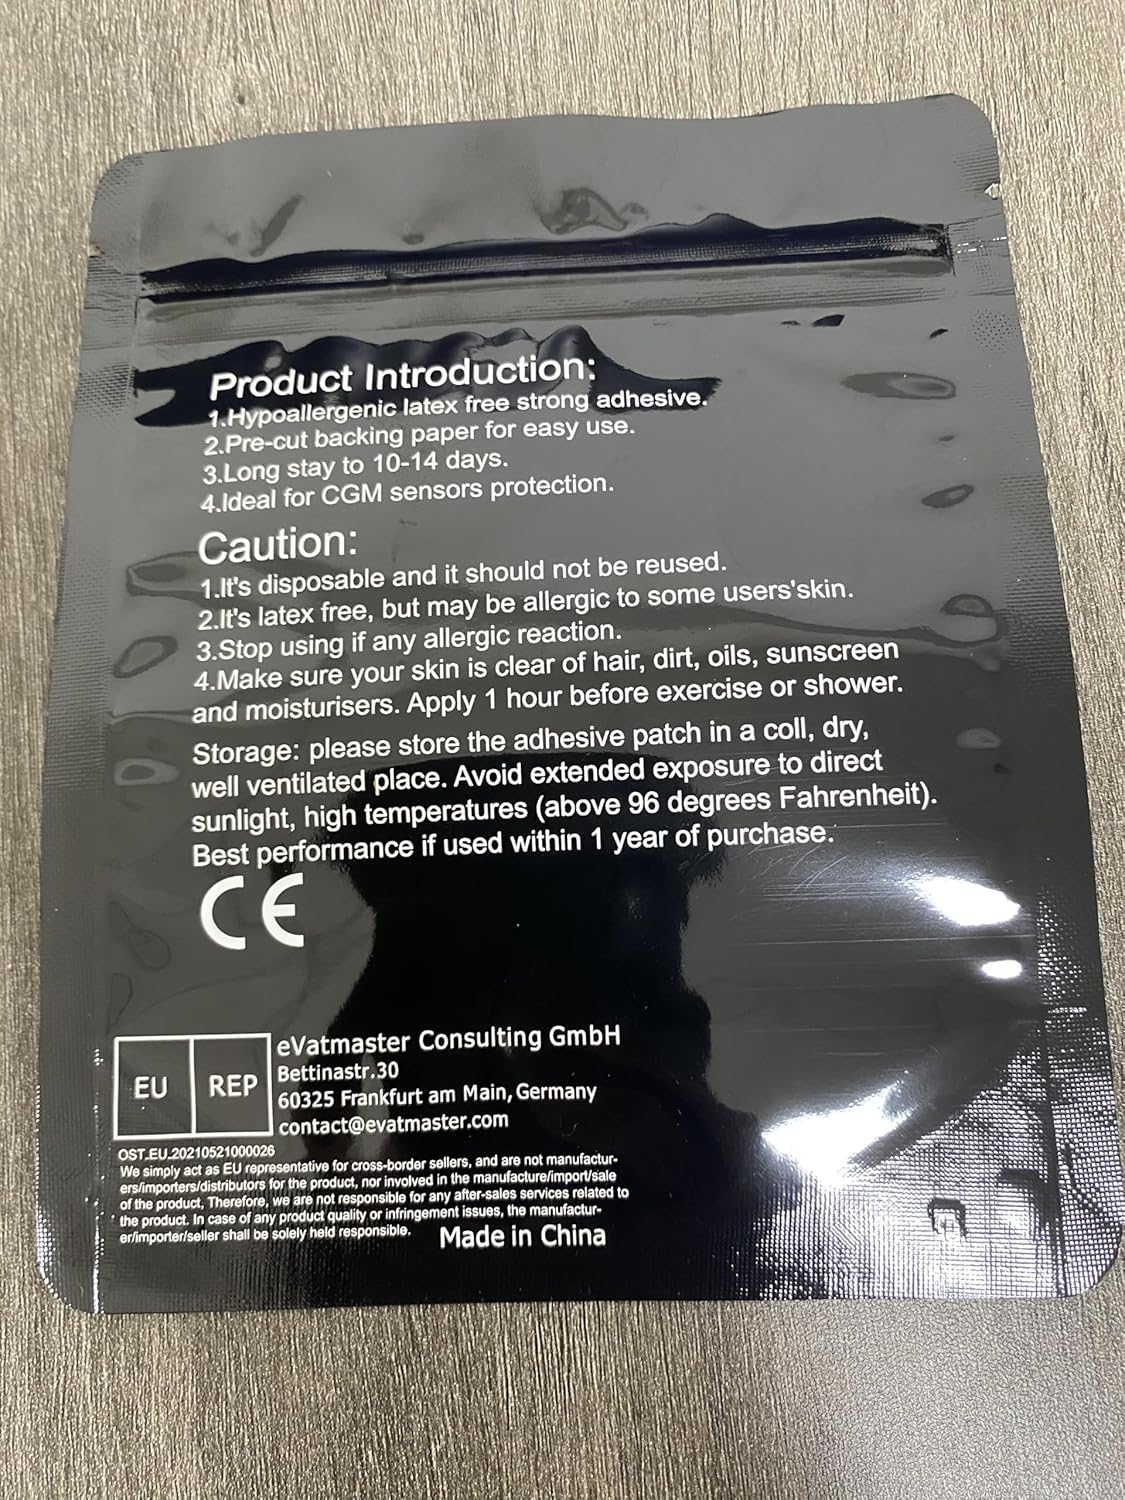 Product Introduction:
1.Hypoallergenic latex free strong adhesive.
2.Pre-cut backing paper for easy use.
3.Long stay to 10-14 days.
4.Ideal for CGM sensors protection.
Caution:
1.It's disposable and it should not be reused.
2.It's latex free, but may be allergic to some users'skin.
3.Stop using if any allergic reaction.
4.Make sure your skin is clear of hair, dirt, oils, sunscreen
and moisturisers. Apply 1 hour before exercise or shower.
Storage: please store the adhesive patch in a coll, dry,
well ventilated place. Avoid extended exposure to direct
sunlight, high temperatures (above 96 degrees Fahrenheit).
Best performance if used within 1 year of purchase.
CE
EU REP
eVatmaster Consulting GmbH
Bettinastr.30
60325 Frankfurt am Main, Germany
contact@evatmaster.com
OST.EU.20210521000026
We simply act as EU representative for cross-border sellers, and are not manufactur-
ers/importers/distributors for the product, nor involved in the manufacture/import/sale
of the product, Therefore, we are not responsible for any after-sales services related to
the product. In case of any product quality or infringement issues, the manufactur-
er/importer/seller shall be solely held responsible.
Made in China